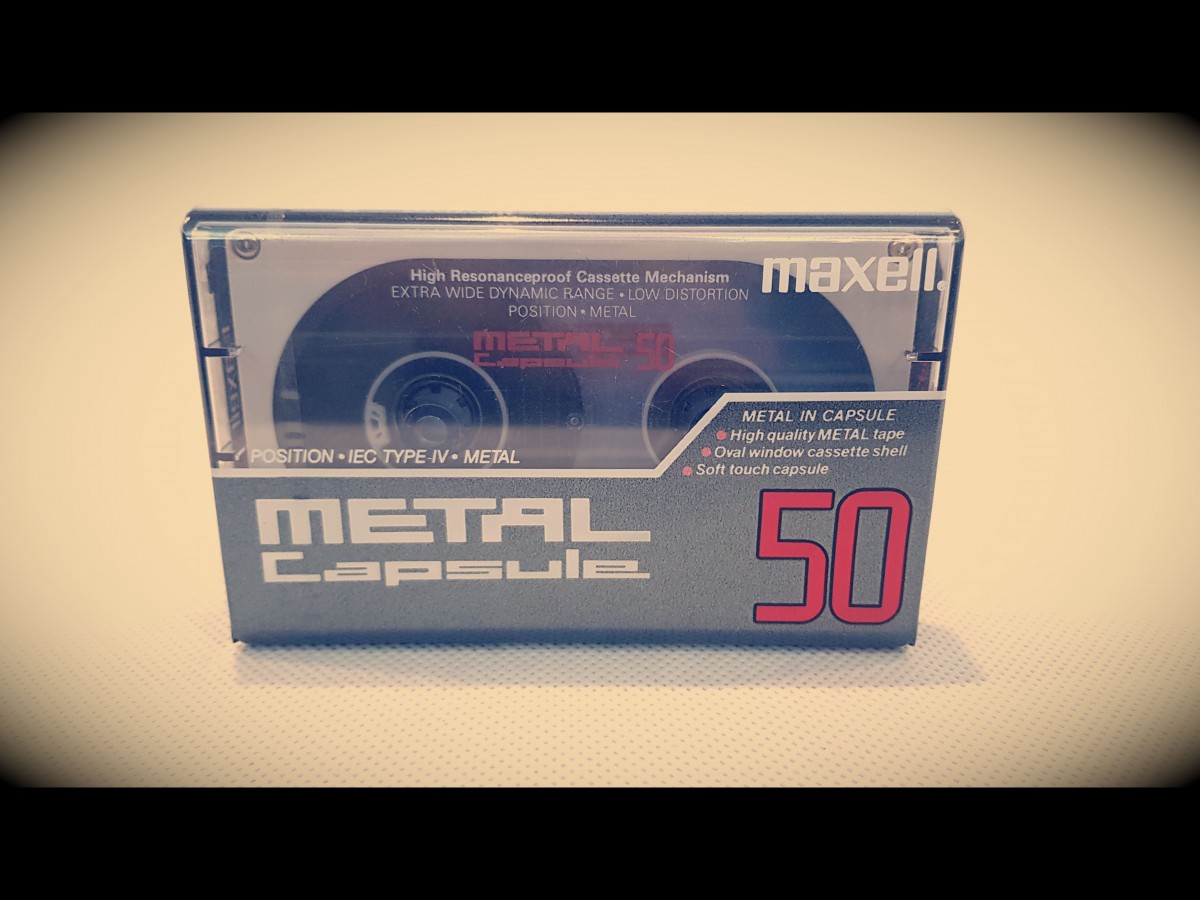 High Resonanceproof Cassette Mechanism
EXTRA WIDE DYNAMIC RANGE • LOW DISTORTION
POSITION • METAL
maxell.
METAL
Capsule 50
METAL IN CAPSULE
• High quality METAL tape
• Oval window cassette shell
• Soft touch capsule
POSITION • IEC TYPE-IV • METAL
METAL
Capsule
50